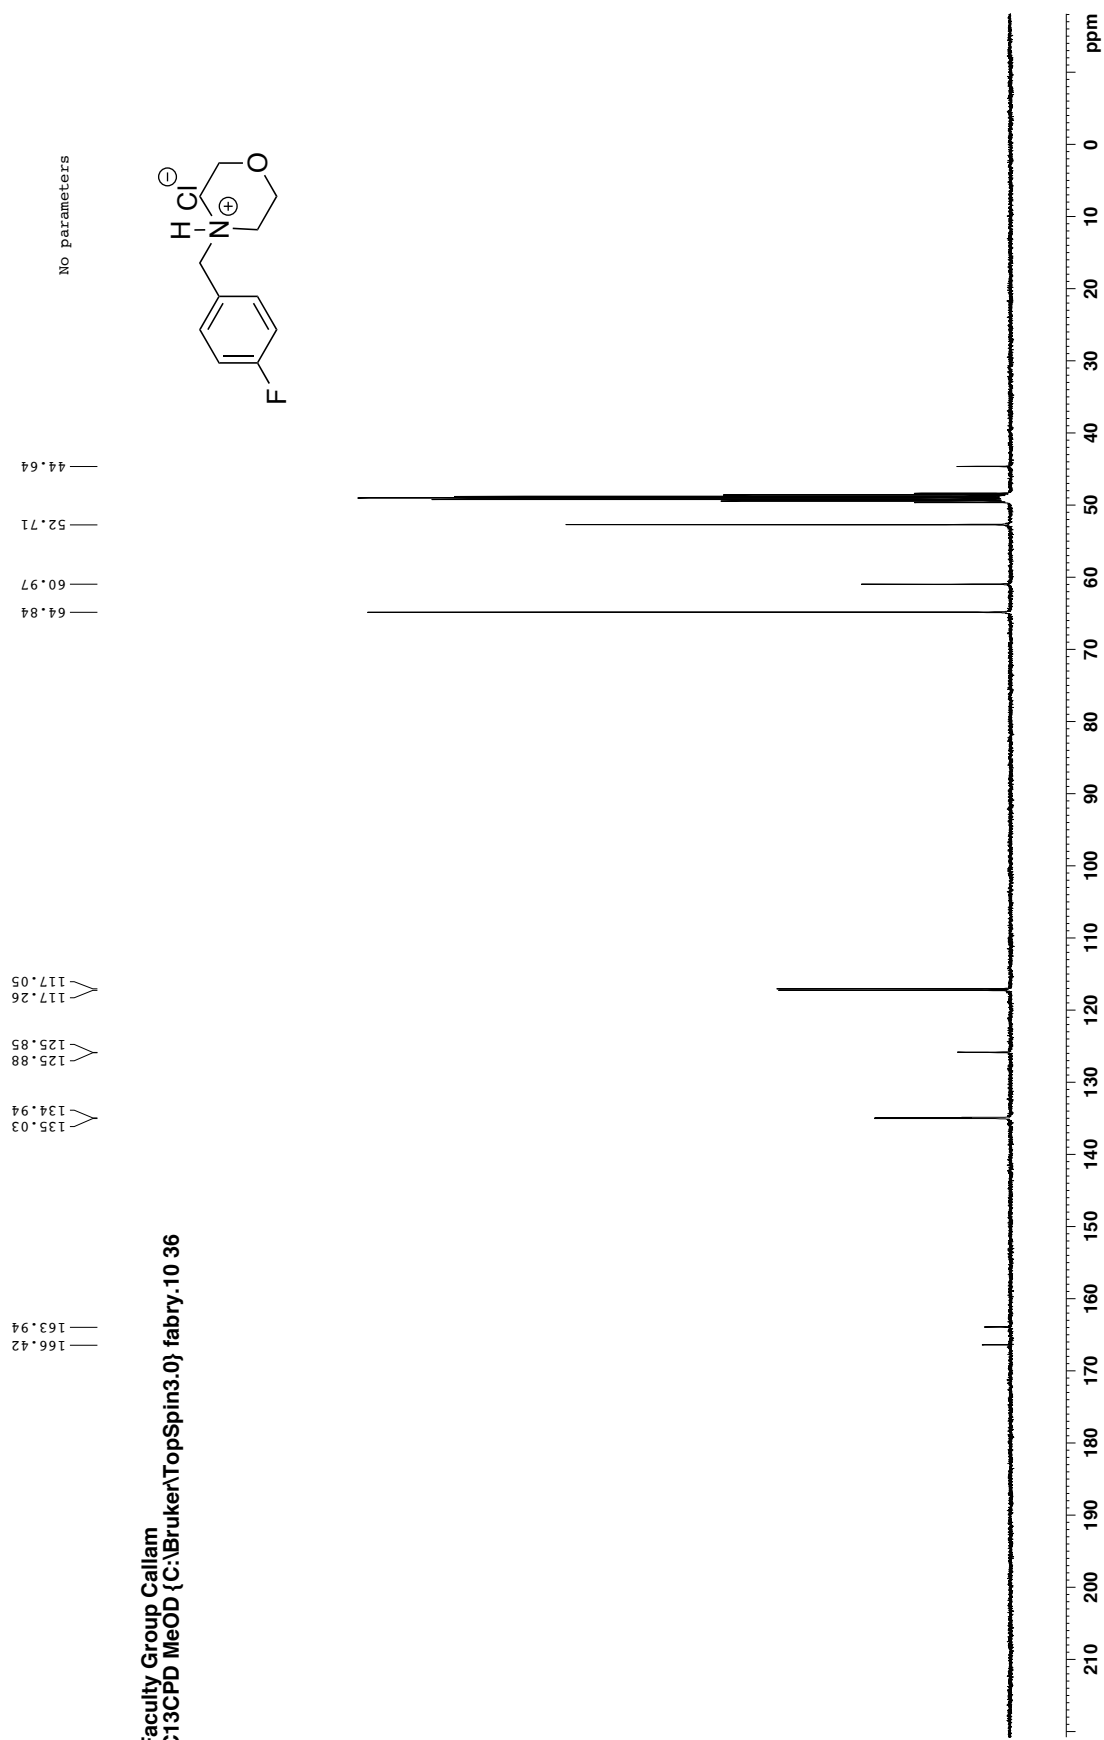 No parameters
H
Cl
⊖
N
⊕
O
F
166.42
163.94
135.03
134.94
125.88
125.85
117.26
117.05
64.84
60.97
52.71
44.64
Faculty Group Callam
C13CPD MeOD {C:\Bruker\TopSpin3.0} fabry.10 36
210 200 190 180 170 160 150 140 130 120 110 100 90 80 70 60 50 40 30 20 10 0 ppm